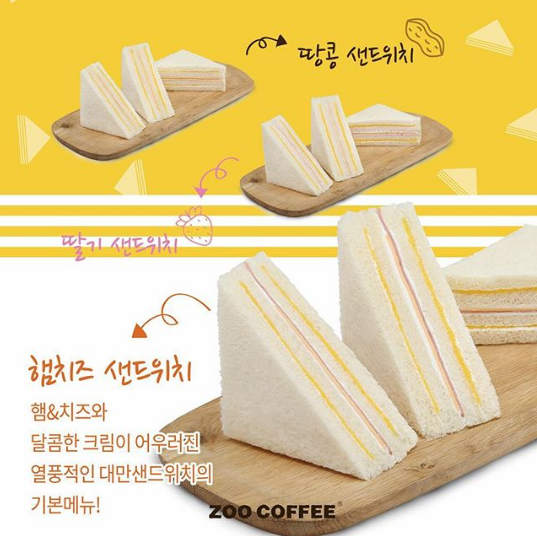 땅콩 샌드위치
딸기 샌드위치
햄치즈 샌드위치
햄&치즈와
달콤한 크림이 어우러진
열풍적인 대만샌드위치의
기본메뉴!
ZOO COFFEE®